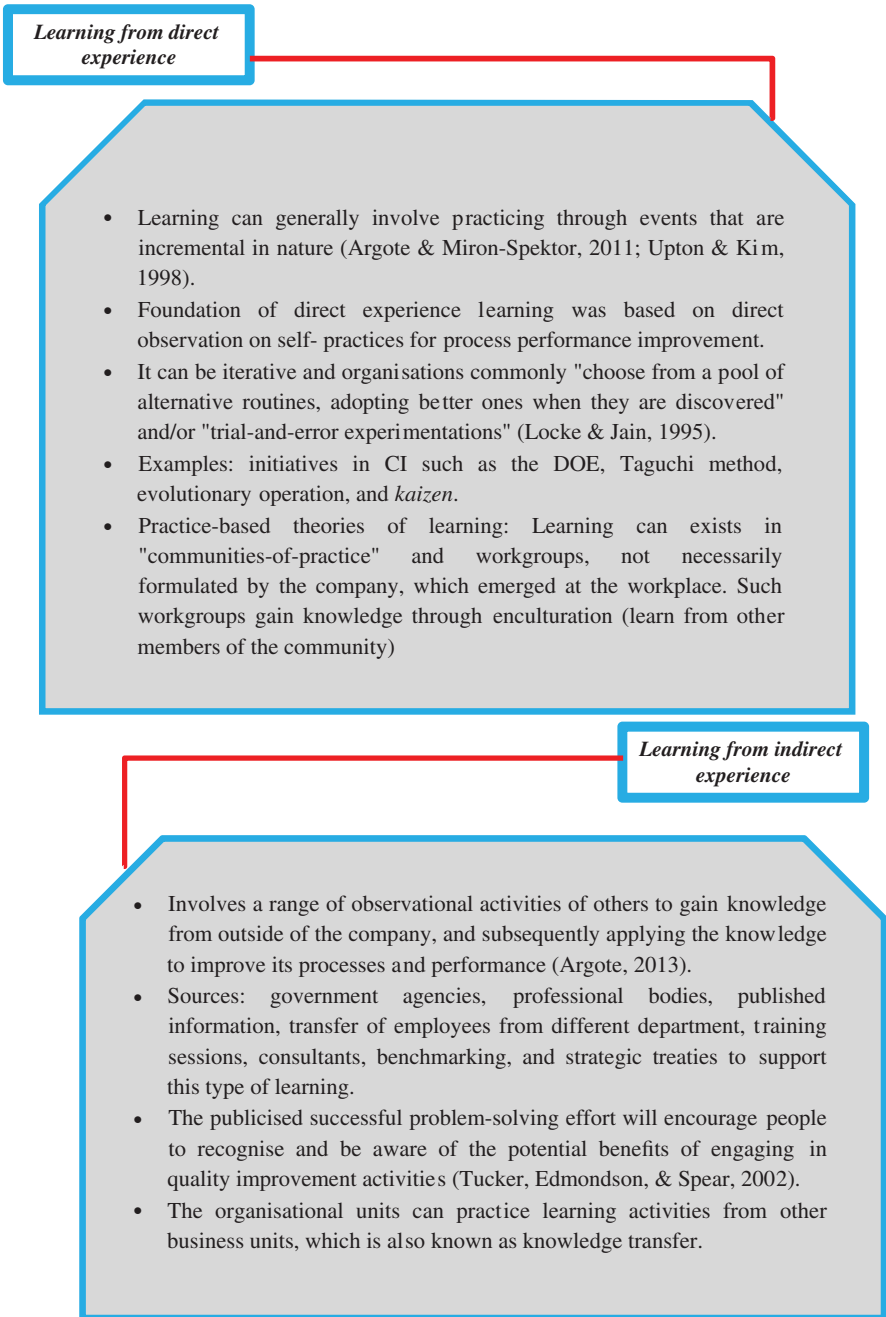 Learning from direct
experience
• Learning can generally involve practicing through events that are
incremental in nature (Argote & Miron-Spektor, 2011; Upton & Kim,
1998).
• Foundation of direct experience learning was based on direct
observation on self- practices for process performance improvement.
• It can be iterative and organisations commonly "choose from a pool of
alternative routines, adopting better ones when they are discovered"
and/or "trial-and-error experimentations" (Locke & Jain, 1995).
• Examples: initiatives in CI such as the DOE, Taguchi method,
evolutionary operation, and kaizen.
• Practice-based theories of learning: Learning can exists in
"communities-of-practice" and workgroups, not necessarily
formulated by the company, which emerged at the workplace. Such
workgroups gain knowledge through enculturation (learn from other
members of the community)
Learning from indirect
experience
• Involves a range of observational activities of others to gain knowledge
from outside of the company, and subsequently applying the knowledge
to improve its processes and performance (Argote, 2013).
• Sources: government agencies, professional bodies, published
information, transfer of employees from different department, training
sessions, consultants, benchmarking, and strategic treaties to support
this type of learning.
• The publicised successful problem-solving effort will encourage people
to recognise and be aware of the potential benefits of engaging in
quality improvement activities (Tucker, Edmondson, & Spear, 2002).
• The organisational units can practice learning activities from other
business units, which is also known as knowledge transfer.